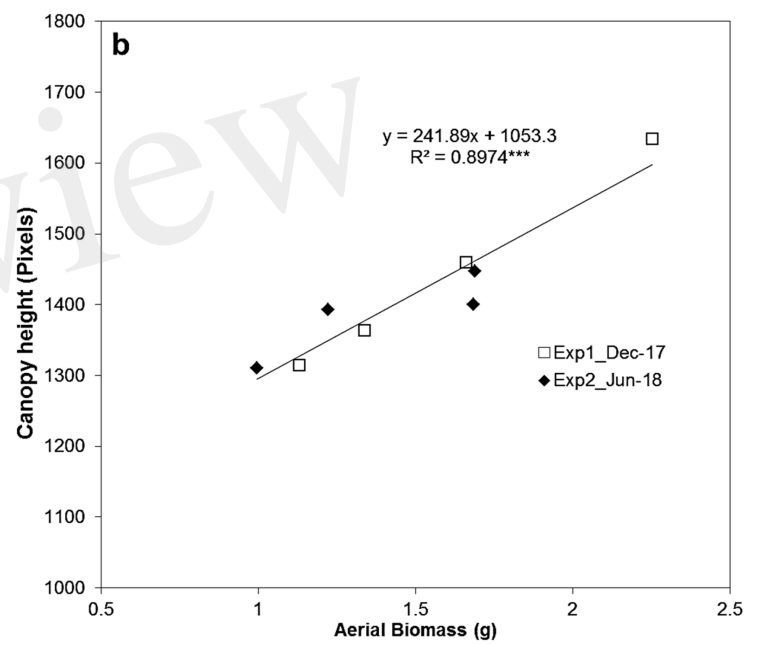 b
1800
1700
1600
1500
1400
1300
1200
1100
1000
Canopy height (Pixels)
y = 241.89x + 1053.3
R² = 0.8974***
Exp1_Dec-17
Exp2_Jun-18
0.5 1 1.5 2 2.5
Aerial Biomass (g)
view